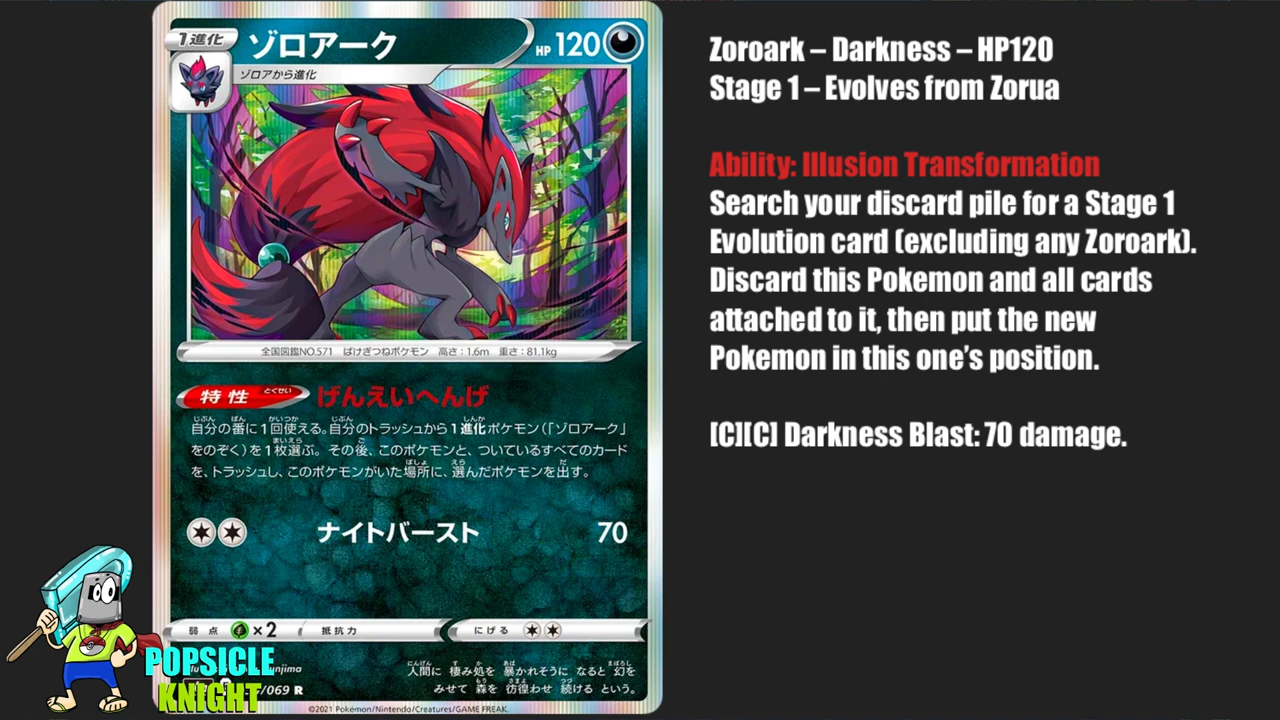 1進化
ゾロアーク
HP 120
ゾロアから進化
全国図鑑NO.571 ばけぎつねポケモン 高さ：1.6m 重さ：81.1kg
特性 とくせい げんえいへんげ
自分の番に1回使える。自分のトラッシュから1進化ポケモン（「ゾロアーク」
をのぞく）を1枚選ぶ。その後、このポケモンと、ついているすべてのカード
を、トラッシュし、このポケモンがいた場所に、選んだポケモンを出す。
ナイトバースト 70
弱点 ×2 抵抗力 にげる
人間に 棲み処を 暴かれそうに なると 幻を
みせて 森を 彷徨わせ 続ける という。
/069 R
©2021 Pokémon/Nintendo/Creatures/GAME FREAK.
POPSICLE
KNIGHT
Zoroark – Darkness – HP120
Stage 1 – Evolves from Zorua
Ability: Illusion Transformation
Search your discard pile for a Stage 1
Evolution card (excluding any Zoroark).
Discard this Pokemon and all cards
attached to it, then put the new
Pokemon in this one's position.
[C][C] Darkness Blast: 70 damage.